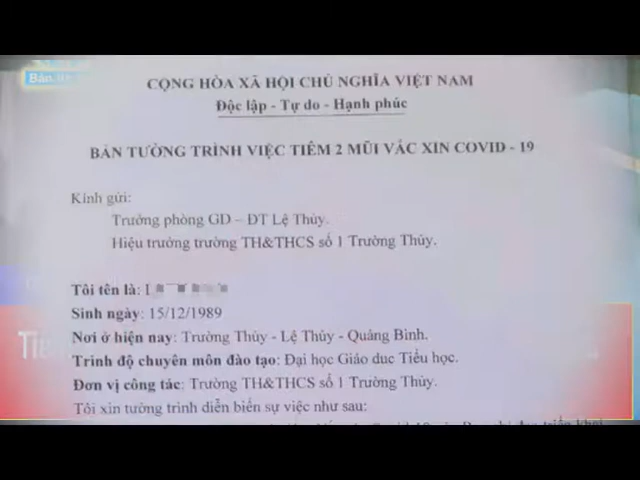 Bản
CỘNG HÒA XÃ HỘI CHỦ NGHĨA VIỆT NAM
Độc lập - Tự do - Hạnh phúc
BẢN TƯỜNG TRÌNH VIỆC TIÊM 2 MŨI VẮC XIN COVID - 19
Kính gửi:
Trưởng phòng GD – ĐT Lệ Thủy.
Hiệu trưởng trường TH&THCS số 1 Trường Thủy.
Tôi tên là:
Sinh ngày: 15/12/1989
Nơi ở hiện nay: Trường Thủy - Lệ Thủy - Quảng Bình.
Trình độ chuyên môn đào tạo: Đại học Giáo dục Tiểu học.
Đơn vị công tác: Trường TH&THCS số 1 Trường Thủy.
Tôi xin tường trình diễn biến sự việc như sau: